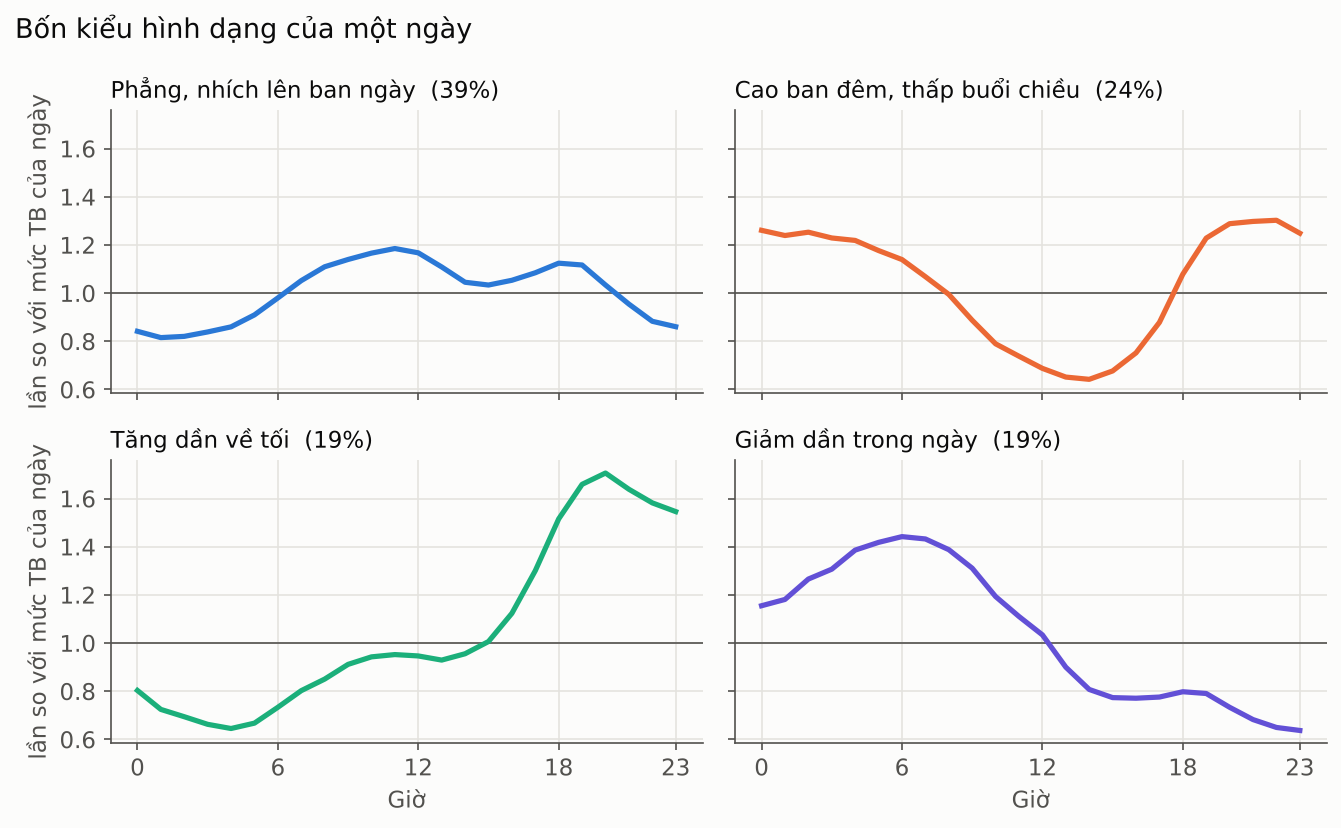 Bốn kiểu hình dạng của một ngày
Phẳng, nhích lên ban ngày (39%)
Cao ban đêm, thấp buổi chiều (24%)
lần so với mức TB của ngày
1.6
1.4
1.2
1.0
0.8
0.6
Tăng dần về tối (19%)
Giảm dần trong ngày (19%)
lần so với mức TB của ngày
1.6
1.4
1.2
1.0
0.8
0.6
0 6 12 18 23
0 6 12 18 23
Giờ
Giờ